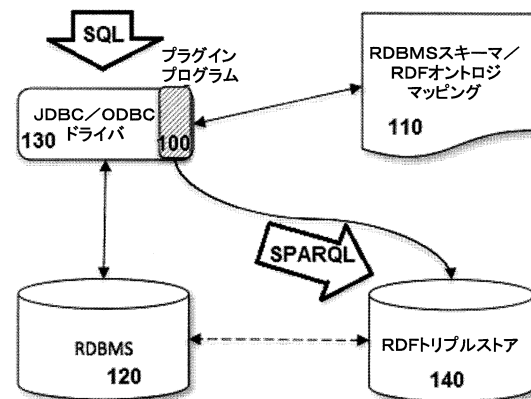 SQL
プラグイン
プログラム
JDBC／ODBC
ドライバ
130
100
RDBMSスキーマ／
RDFオントロジ
マッピング
110
SPARQL
RDBMS
120
RDFトリプルストア
140